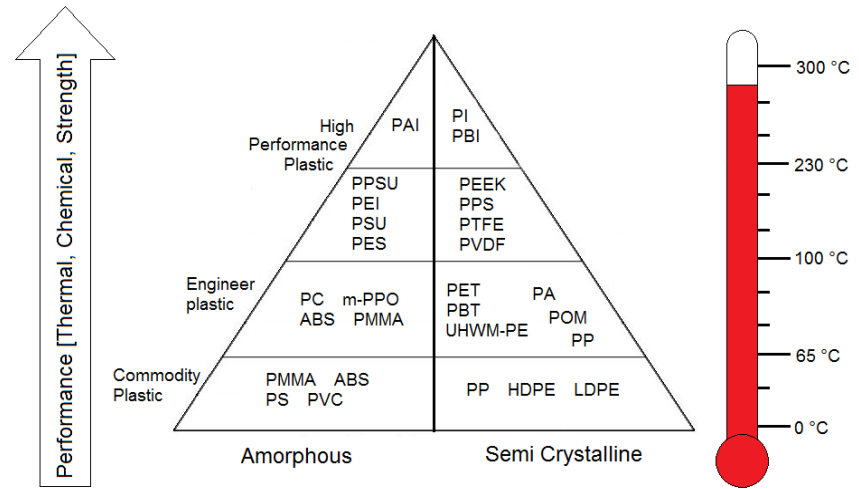 Performance [Thermal, Chemical, Strength]
High
Performance
Plastic
PAI
PI
PBI
PPSU
PEI
PSU
PES
PEEK
PPS
PTFE
PVDF
Engineer
plastic
PC m-PPO
ABS PMMA
PET
PBT
UHWM-PE
PA
POM
PP
Commodity
Plastic
PMMA ABS
PS PVC
PP HDPE LDPE
Amorphous
Semi Crystalline
300 °C
230 °C
100 °C
65 °C
0 °C